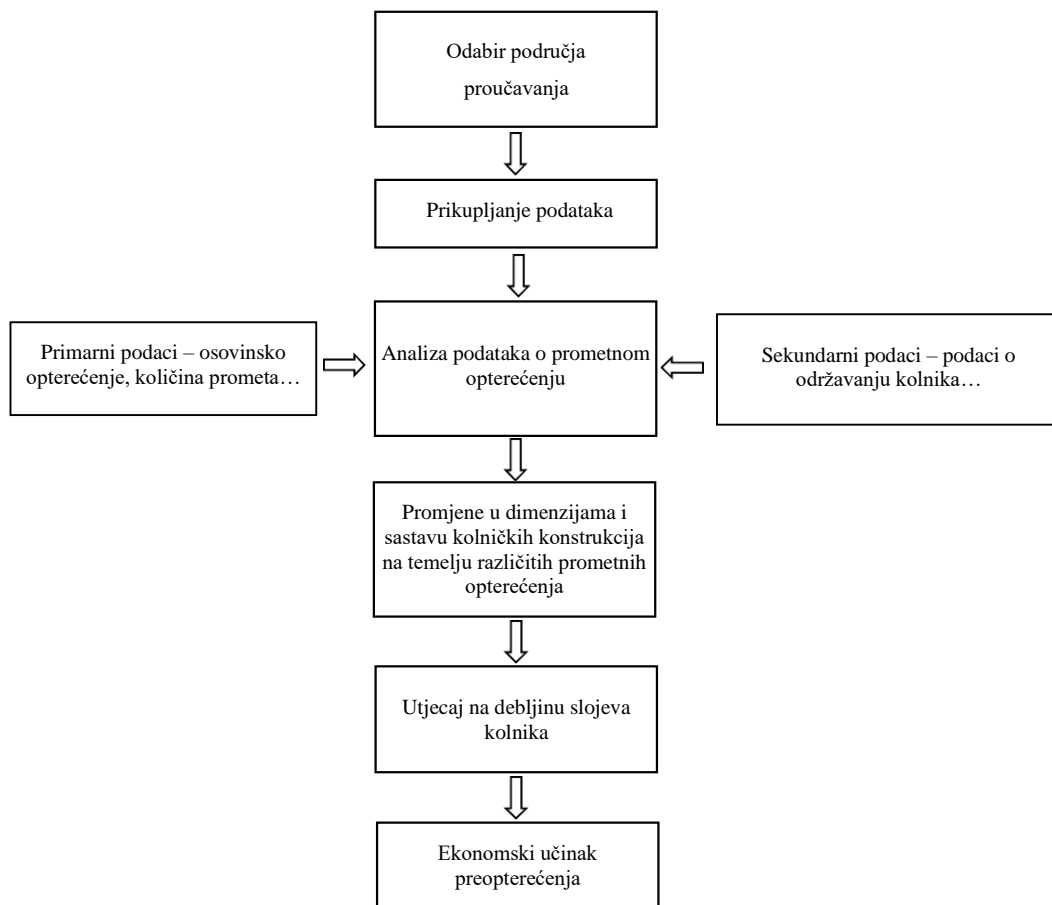 Odabir područja
proučavanja
Prikupljanje podataka
Primarni podaci – osovinsko
opterećenje, količina prometa…
Analiza podataka o prometnom
opterećenju
Sekundarni podaci – podaci o
održavanju kolnika…
Promjene u dimenzijama i
sastavu kolničkih konstrukcija
na temelju različitih prometnih
opterećenja
Utjecaj na debljinu slojeva
kolnika
Ekonomski učinak
preopterećenja